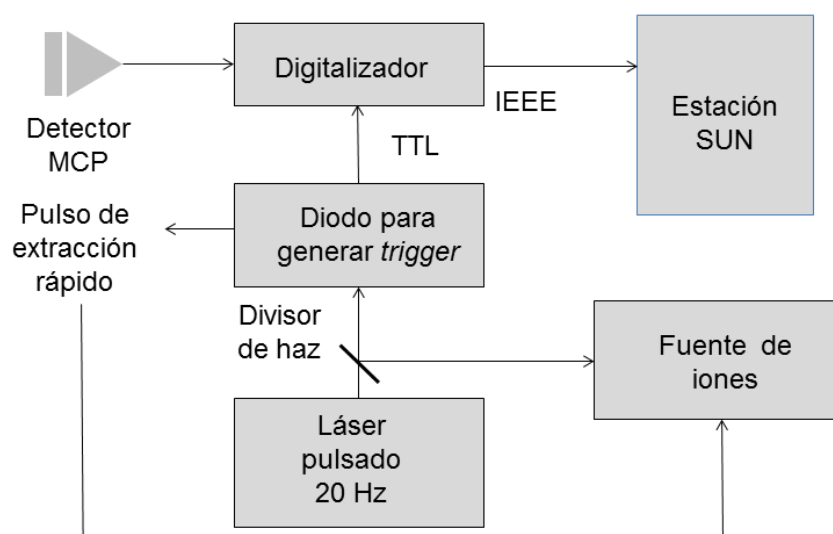 Digitalizador
IEEE
Estación
SUN
Detector
MCP
TTL
Pulso de
extracción
rápido
Diodo para
generar trigger
Divisor
de haz
Fuente de
iones
Láser
pulsado
20 Hz